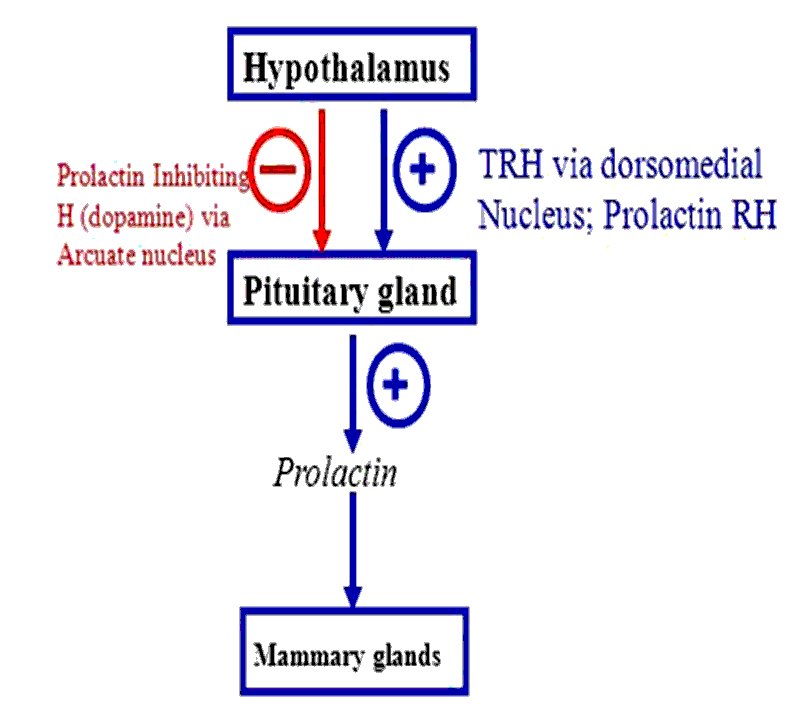 Hypothalamus
Prolactin Inhibiting
H (dopamine) via
Arcuate nucleus
−
+
TRH via dorsomedial
Nucleus; Prolactin RH
Pituitary gland
+
Prolactin
Mammary glands